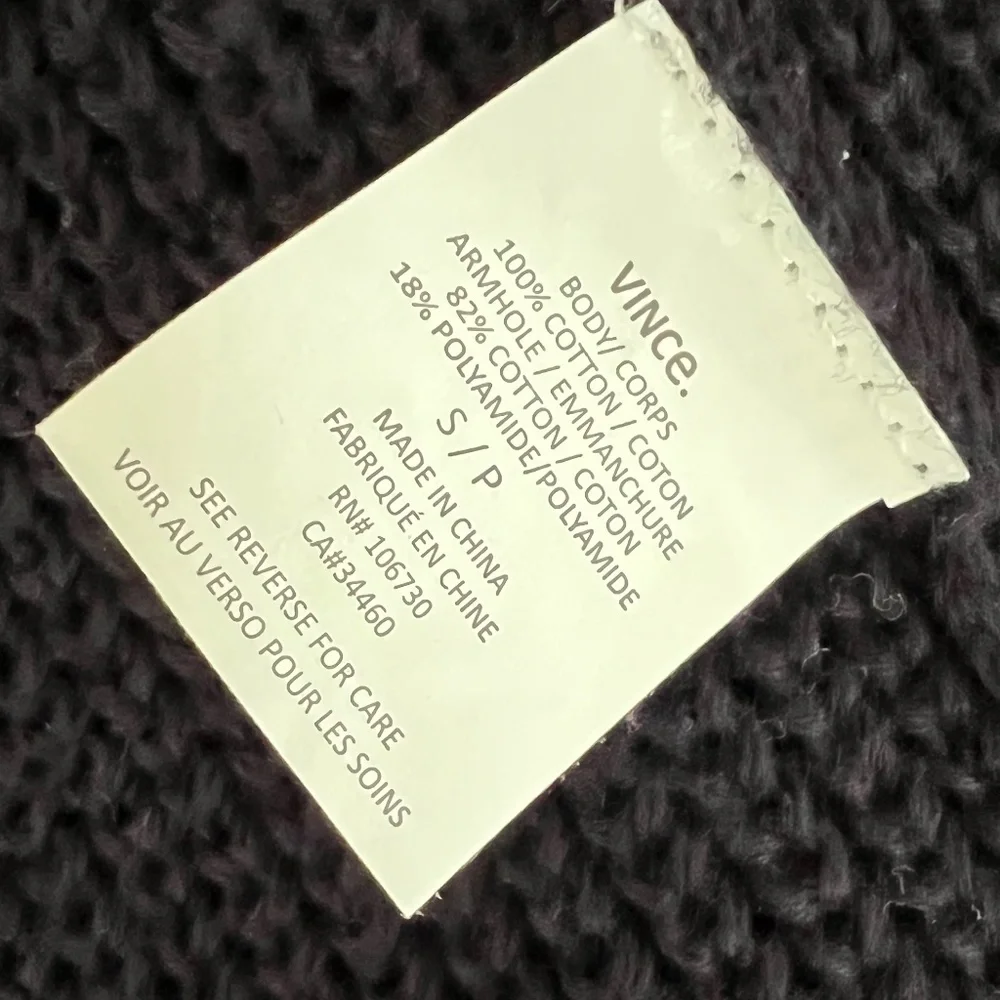 VINCE.
BODY/ CORPS
100% COTTON / COTON
ARMHOLE / EMMANCHURE
82% COTTON / COTON
18% POLYAMIDE/POLYAMIDE
S / P
MADE IN CHINA
FABRIQUÉ EN CHINE
RN# 106730
CA#34460
SEE REVERSE FOR CARE
VOIR AU VERSO POUR LES SOINS